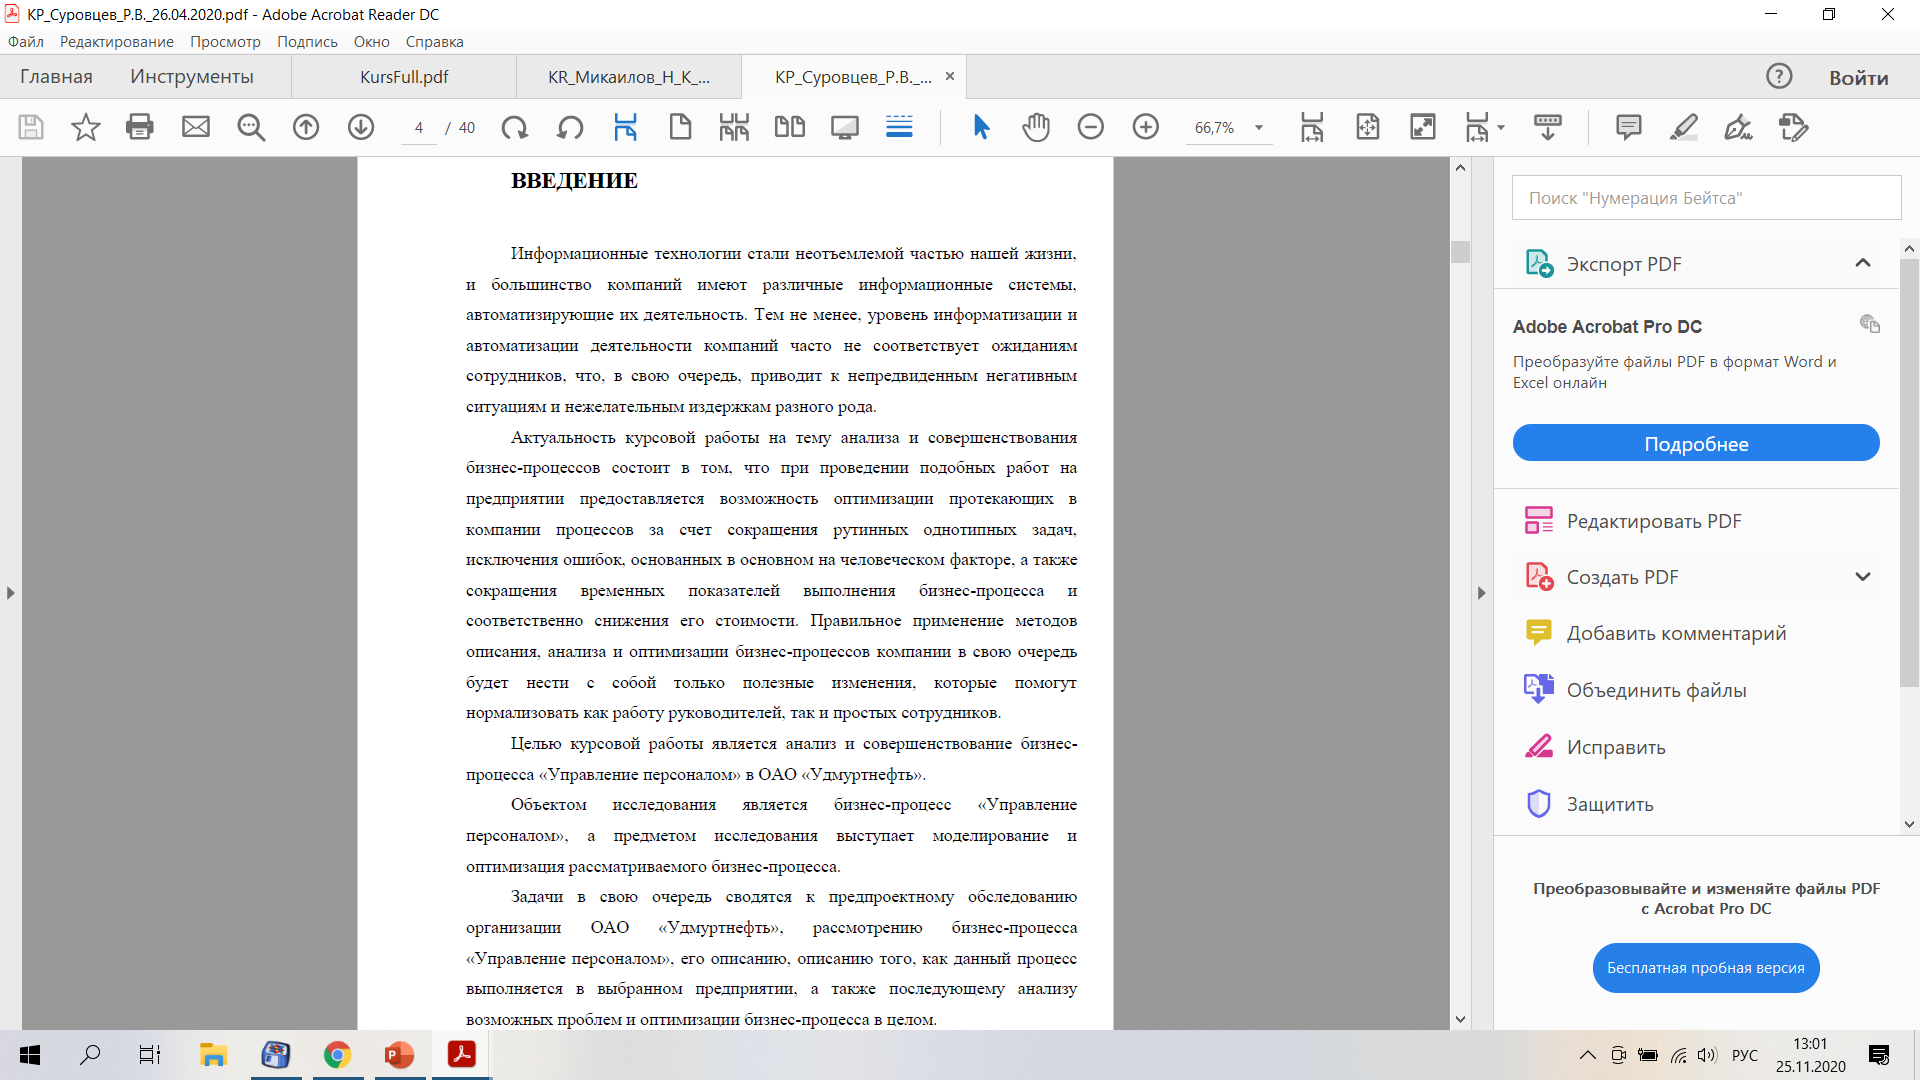 КР_Суровцев_Р.В._26.04.2020.pdf - Adobe Acrobat Reader DC
Файл Редактирование Просмотр Подпись Окно Справка
Главная Инструменты KursFull.pdf KR_Микаилов_Н_К_... КР_Суровцев_Р.В._...
Войти
4 / 40 66,7%
ВВЕДЕНИЕ
Информационные технологии стали неотъемлемой частью нашей жизни,
и большинство компаний имеют различные информационные системы,
автоматизирующие их деятельность. Тем не менее, уровень информатизации и
автоматизации деятельности компаний часто не соответствует ожиданиям
сотрудников, что, в свою очередь, приводит к непредвиденным негативным
ситуациям и нежелательным издержкам разного рода.
Актуальность курсовой работы на тему анализа и совершенствования
бизнес-процессов состоит в том, что при проведении подобных работ на
предприятии предоставляется возможность оптимизации протекающих в
компании процессов за счет сокращения рутинных однотипных задач,
исключения ошибок, основанных в основном на человеческом факторе, а также
сокращения временных показателей выполнения бизнес-процесса и
соответственно снижения его стоимости. Правильное применение методов
описания, анализа и оптимизации бизнес-процессов компании в свою очередь
будет нести с собой только полезные изменения, которые помогут
нормализовать как работу руководителей, так и простых сотрудников.
Целью курсовой работы является анализ и совершенствование бизнес-
процесса «Управление персоналом» в ОАО «Удмуртнефть».
Объектом исследования является бизнес-процесс «Управление
персоналом», а предметом исследования выступает моделирование и
оптимизация рассматриваемого бизнес-процесса.
Задачи в свою очередь сводятся к предпроектному обследованию
организации ОАО «Удмуртнефть», рассмотрению бизнес-процесса
«Управление персоналом», его описанию, описанию того, как данный процесс
выполняется в выбранном предприятии, а также последующему анализу
возможных проблем и оптимизации бизнес-процесса в целом.
Поиск "Нумерация Бейтса"
Экспорт PDF
Adobe Acrobat Pro DC
Преобразуйте файлы PDF в формат Word и
Excel онлайн
Подробнее
Редактировать PDF
Создать PDF
Добавить комментарий
Объединить файлы
Исправить
Защитить
Преобразовывайте и изменяйте файлы PDF
с Acrobat Pro DC
Бесплатная пробная версия
РУС
13:01
25.11.2020